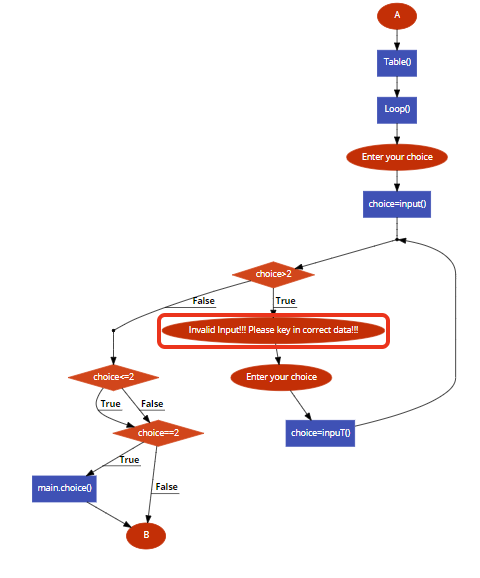 A
Table()
Loop()
Enter your choice
choice=input()
choice>2
False
True
Invalid Input!!! Please key in correct data!!!
Enter your choice
choice<=2
True
False
choice=inpuT()
choice==2
True
main.choice()
False
B